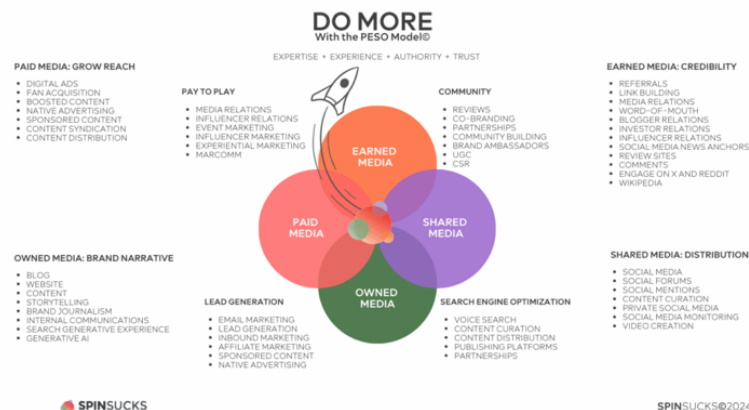 DO MORE
With the PESO Model©
EXPERTISE + EXPERIENCE + AUTHORITY + TRUST
PAID MEDIA: GROW REACH
DIGITAL ADS
FAN ACQUISITION
BOOSTED CONTENT
NATIVE ADVERTISING
SPONSORED CONTENT
CONTENT SYNDICATION
CONTENT DISTRIBUTION
PAY TO PLAY
MEDIA RELATIONS
INFLUENCER RELATIONS
EVENT MARKETING
INFLUENCER MARKETING
EXPERIENTIAL MARKETING
MARCOMM
COMMUNITY
REVIEWS
CO-BRANDING
PARTNERSHIPS
COMMUNITY BUILDING
BRAND AMBASSADORS
UGC
CSR
EARNED MEDIA: CREDIBILITY
REFERRALS
LINK BUILDING
MEDIA RELATIONS
WORD-OF-MOUTH
BLOGGER RELATIONS
INVESTOR RELATIONS
INFLUENCER RELATIONS
SOCIAL MEDIA NEWS ANCHORS
REVIEW SITES
COMMENTS
ENGAGE ON X AND REDDIT
WIKIPEDIA
EARNED
MEDIA
PAID
MEDIA
SHARED
MEDIA
OWNED
MEDIA
OWNED MEDIA: BRAND NARRATIVE
BLOG
WEBSITE
CONTENT
STORYTELLING
BRAND JOURNALISM
INTERNAL COMMUNICATIONS
SEARCH GENERATIVE EXPERIENCE
GENERATIVE AI
LEAD GENERATION
EMAIL MARKETING
LEAD GENERATION
INBOUND MARKETING
AFFILIATE MARKETING
SPONSORED CONTENT
NATIVE ADVERTISING
SEARCH ENGINE OPTIMIZATION
VOICE SEARCH
CONTENT CURATION
CONTENT DISTRIBUTION
PUBLISHING PLATFORMS
PARTNERSHIPS
SHARED MEDIA: DISTRIBUTION
SOCIAL MEDIA
SOCIAL FORUMS
SOCIAL MENTIONS
CONTENT CURATION
PRIVATE SOCIAL MEDIA
SOCIAL MEDIA MONITORING
VIDEO CREATION
SPINSUCKS
SPINSUCKS©2024